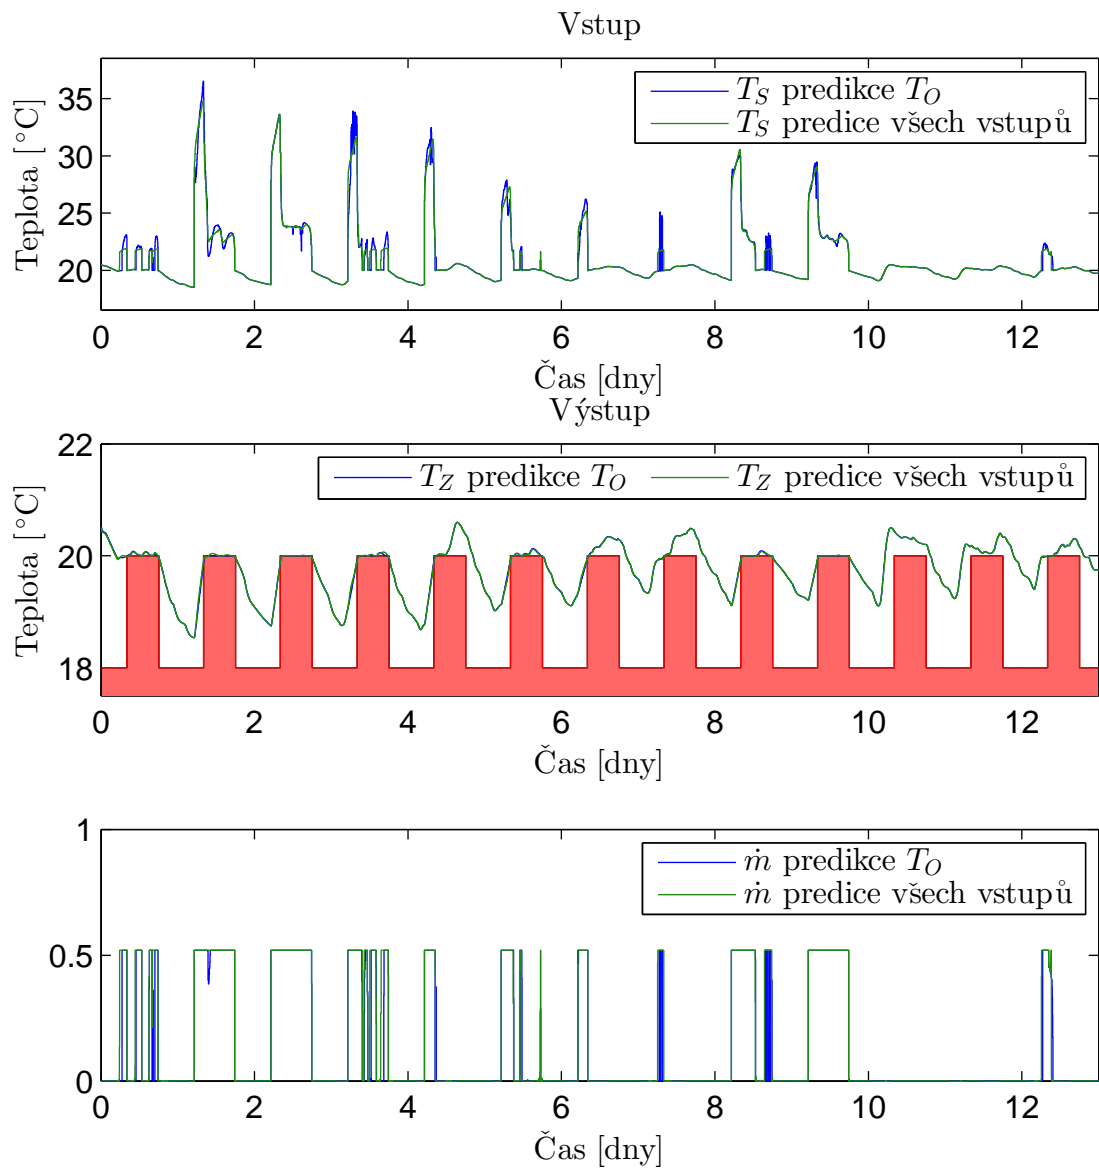 Vstup
Teplota [°C]
35
30
25
20
T_S predikce T_O
T_S predice všech vstupů
0 2 4 6 8 10 12
Čas [dny]
Výstup
Teplota [°C]
22
20
18
T_Z predikce T_O T_Z predice všech vstupů
0 2 4 6 8 10 12
Čas [dny]
1
0.5
0
ṁ predikce T_O
ṁ predice všech vstupů
0 2 4 6 8 10 12
Čas [dny]